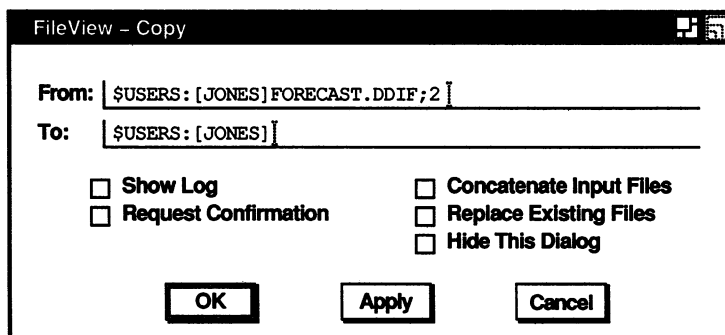 FileView – Copy
From: $USERS:[JONES]FORECAST.DDIF;2
To: $USERS:[JONES]
Show Log
Concatenate Input Files
Request Confirmation
Replace Existing Files
Hide This Dialog
OK Apply Cancel